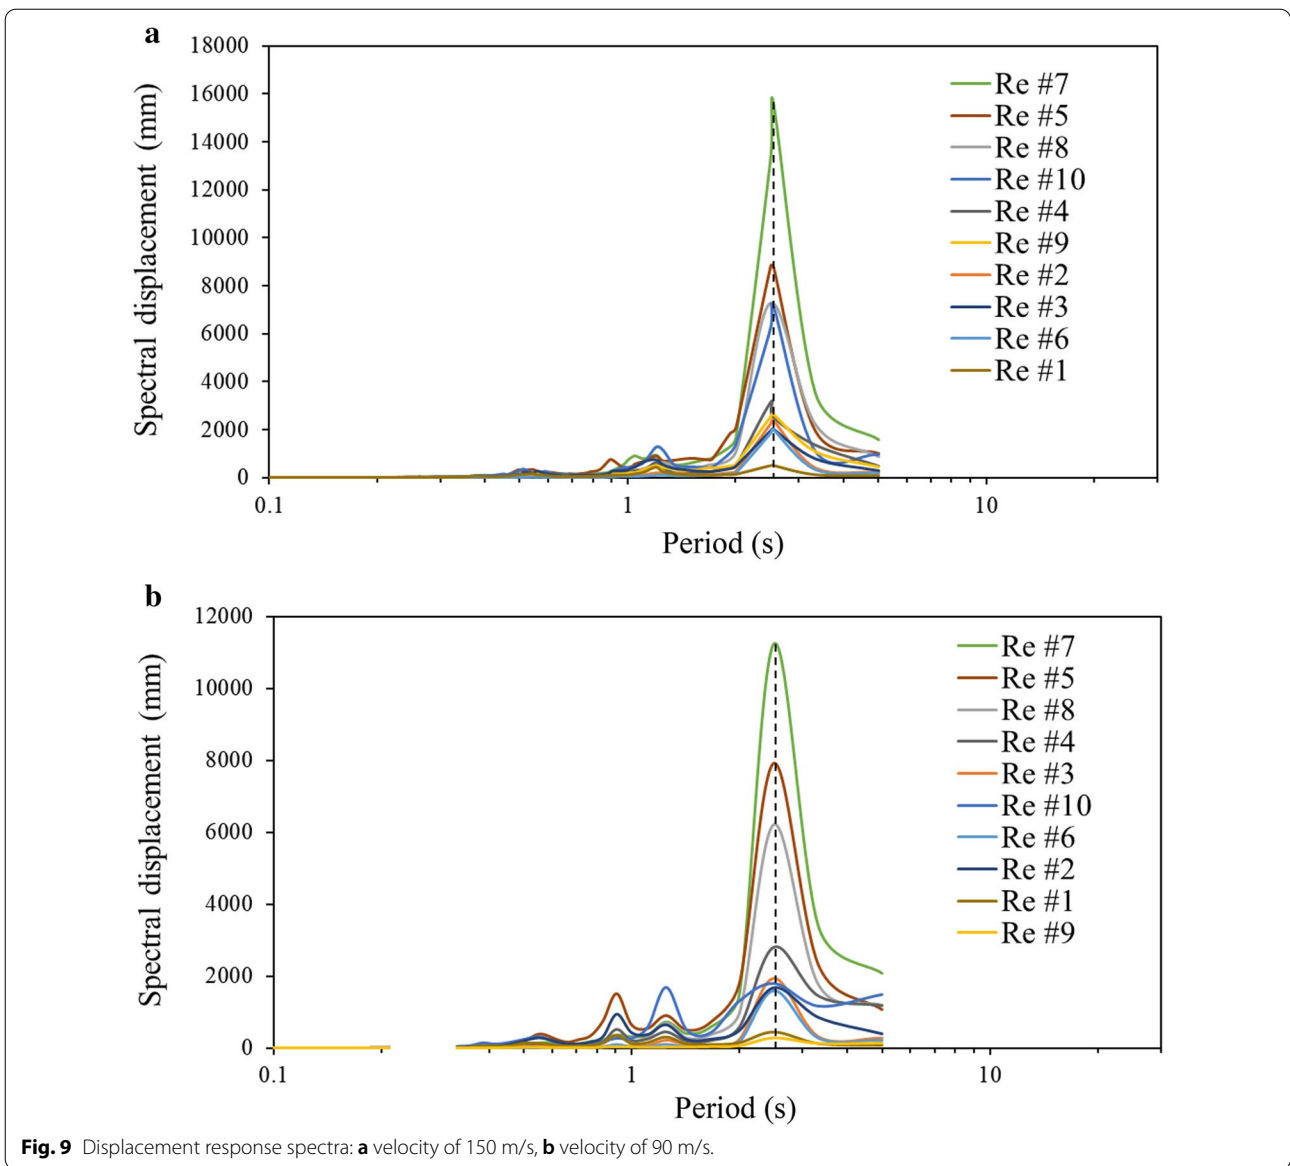 a
18000
16000
14000
12000
10000
8000
6000
4000
2000
0
Spectral displacement (mm)
0.1 1 10
Period (s)
Re #7
Re #5
Re #8
Re #10
Re #4
Re #9
Re #2
Re #3
Re #6
Re #1
b
12000
10000
8000
6000
4000
2000
0
Spectral displacement (mm)
0.1 1 10
Period (s)
Re #7
Re #5
Re #8
Re #4
Re #3
Re #10
Re #6
Re #2
Re #1
Re #9
Fig. 9 Displacement response spectra: a velocity of 150 m/s, b velocity of 90 m/s.